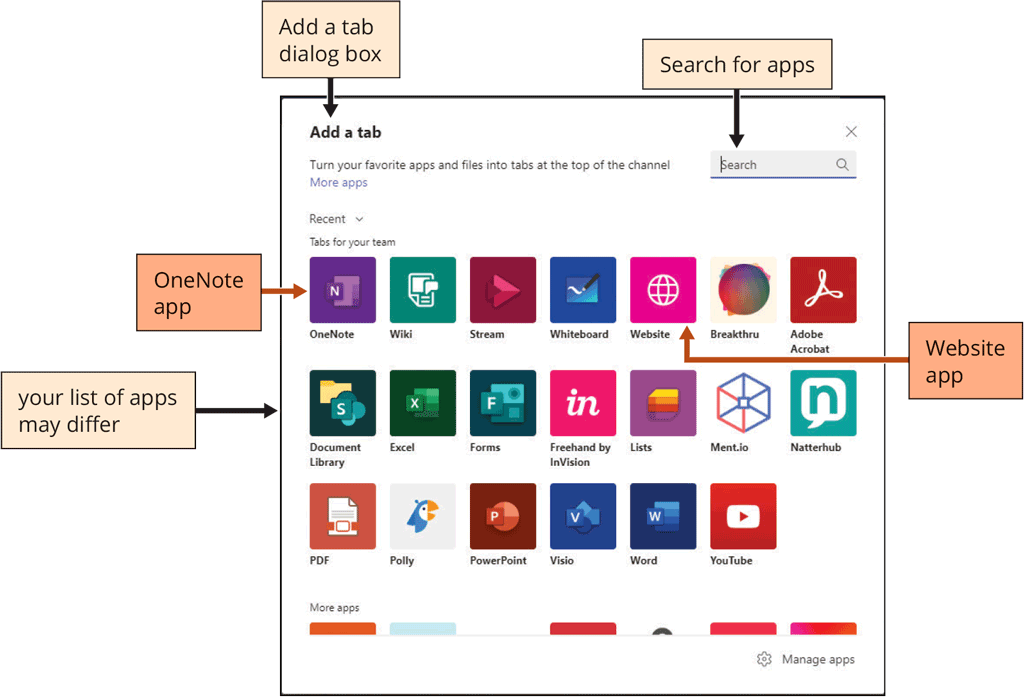 Add a tab
dialog box
Search for apps
Add a tab
Turn your favorite apps and files into tabs at the top of the channel
More apps
Search
Recent
Tabs for your team
OneNote
app
N
OneNote
Wiki
Stream
Whiteboard
Website
Breakthru
Adobe
Acrobat
Website
app
your list of apps
may differ
S
X
F
in
n
Document
Library
Excel
Forms
Freehand by
InVision
Lists
Ment.io
Natterhub
P
V
W
PDF
Polly
PowerPoint
Visio
Word
YouTube
More apps
Manage apps